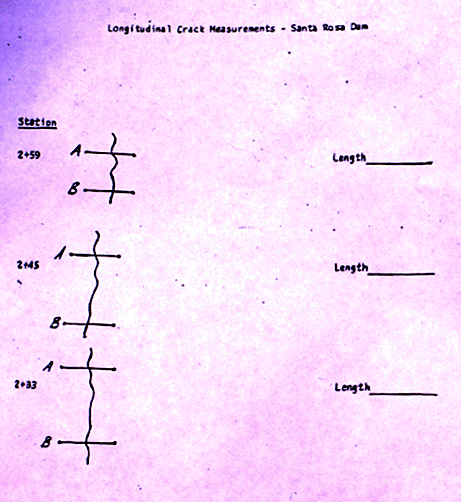 Longitudinal Crack Measurements - Santa Rosa Dam
Station
2+59
A
B
Length
2+45
A
B
Length
2+33
A
B
Length